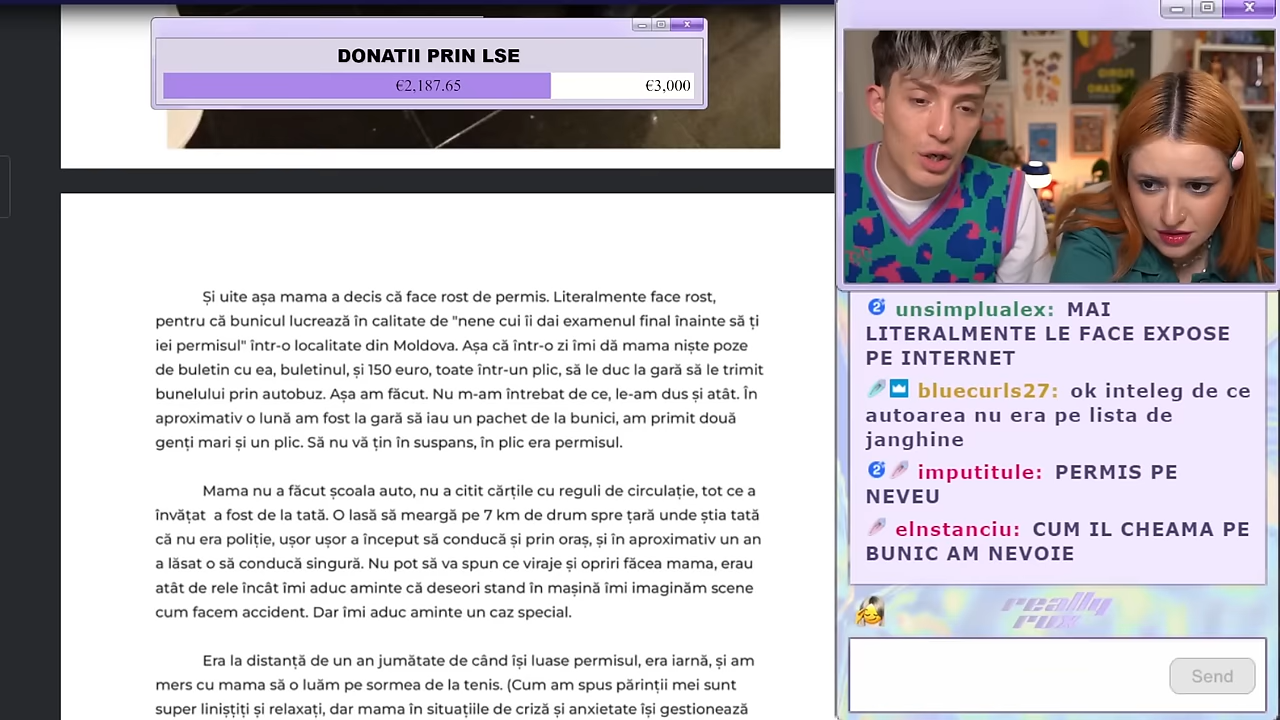 DONATII PRIN LSE
€2,187.65
€3,000
Și uite așa mama a decis că face rost de permis. Literalmente face rost,
pentru că bunicul lucrează în calitate de "nene cui îi dai examenul final înainte să ți
iei permisul" într-o localitate din Moldova. Așa că într-o zi îmi dă mama niște poze
de buletin cu ea, buletinul, și 150 euro, toate într-un plic, să le duc la gară să le trimit
bunelului prin autobuz. Așa am făcut. Nu m-am întrebat de ce, le-am dus și atât. În
aproximativ o lună am fost la gară să iau un pachet de la bunici, am primit două
genți mari și un plic. Să nu vă țin în suspans, în plic era permisul.
Mama nu a făcut școala auto, nu a citit cărțile cu reguli de circulație, tot ce a
învățat  a fost de la tată. O lasă să meargă pe 7 km de drum spre țară unde știa tată
că nu era poliție, ușor ușor a început să conducă și prin oraș, și în aproximativ un an
a lăsat o să conducă singură. Nu pot să va spun ce viraje și opriri făcea mama, erau
atât de rele încât îmi aduc aminte că deseori stand în mașină îmi imaginăm scene
cum facem accident. Dar îmi aduc aminte un caz special.
Era la distanță de un an jumătate de când își luase permisul, era iarnă, și am
mers cu mama să o luăm pe sormea de la tenis. (Cum am spus părinții mei sunt
super liniștiți și relaxați, dar mama în situațiile de criză și anxietate își gestionează
unsimplualex: MAI
LITERALMENTE LE FACE EXPOSE
PE INTERNET
bluecurls27: ok inteleg de ce
autoarea nu era pe lista de
janghine
imputitule: PERMIS PE
NEVEU
elnstanciu: CUM IL CHEAMA PE
BUNIC AM NEVOIE
really
rux
Send